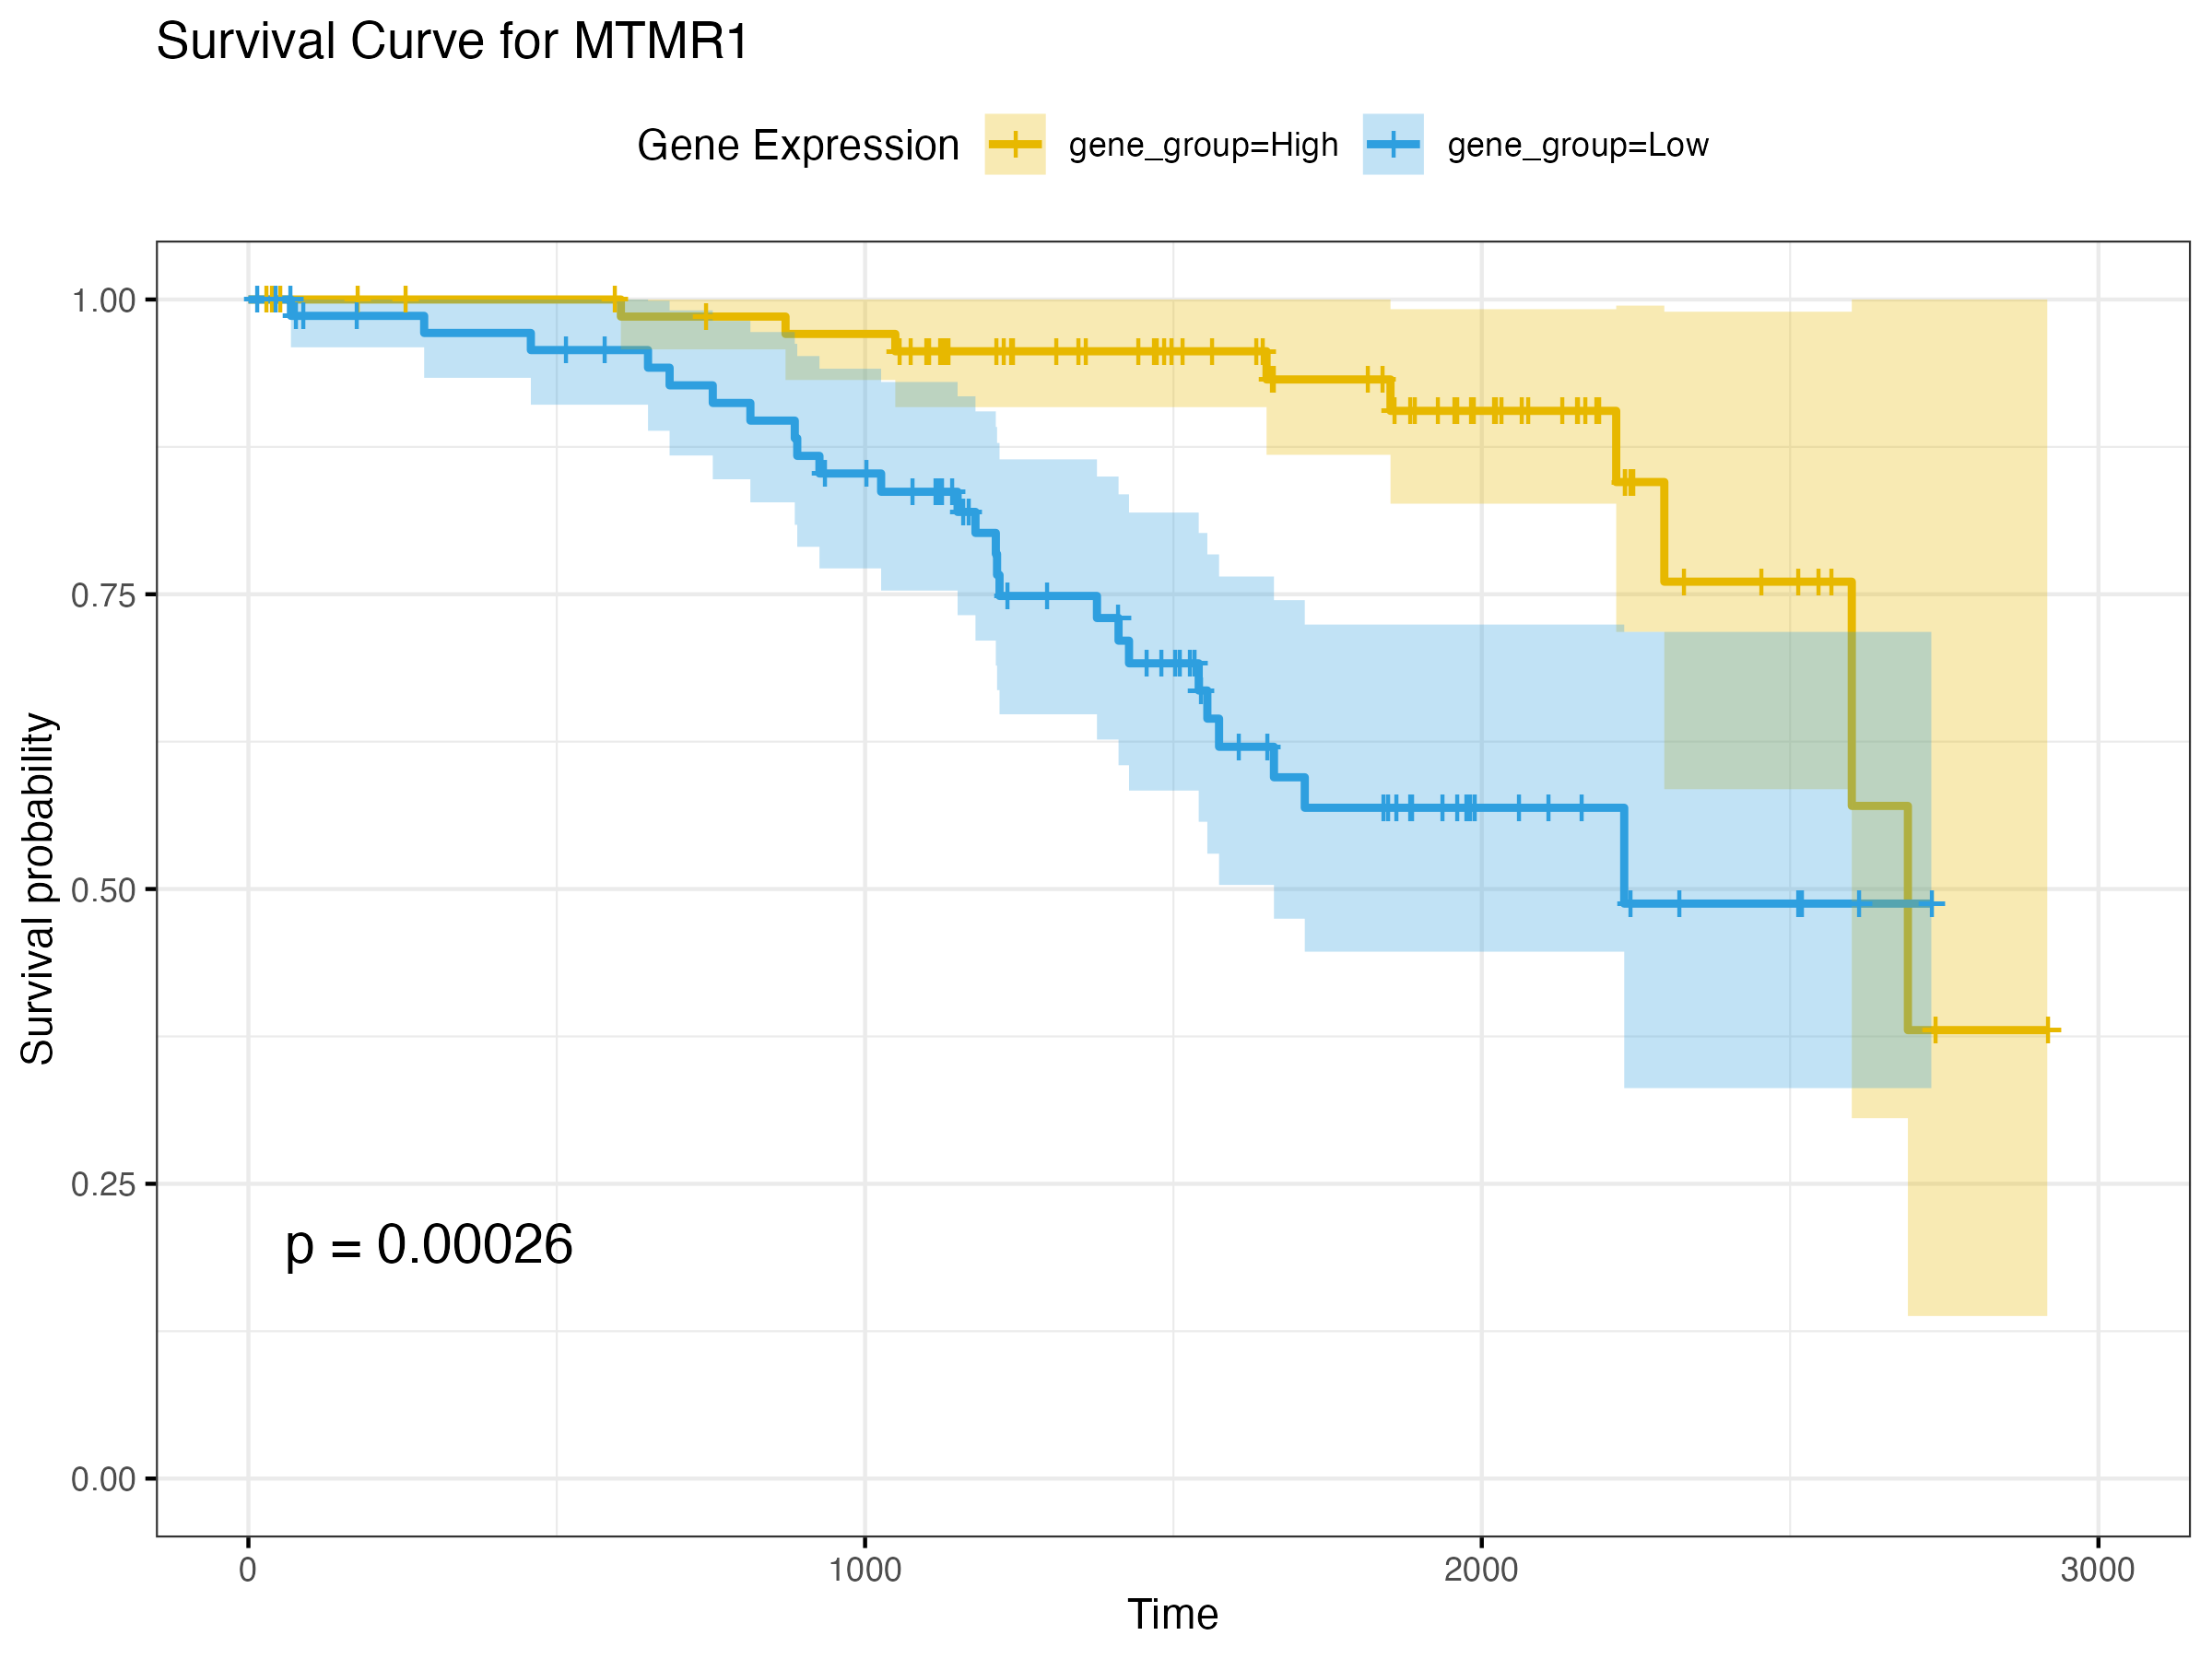 Survival Curve for MTMR1
Gene Expression gene_group=High gene_group=Low
Survival probability
1.00
0.75
0.50
0.25
0.00
p = 0.00026
0 1000 2000 3000
Time